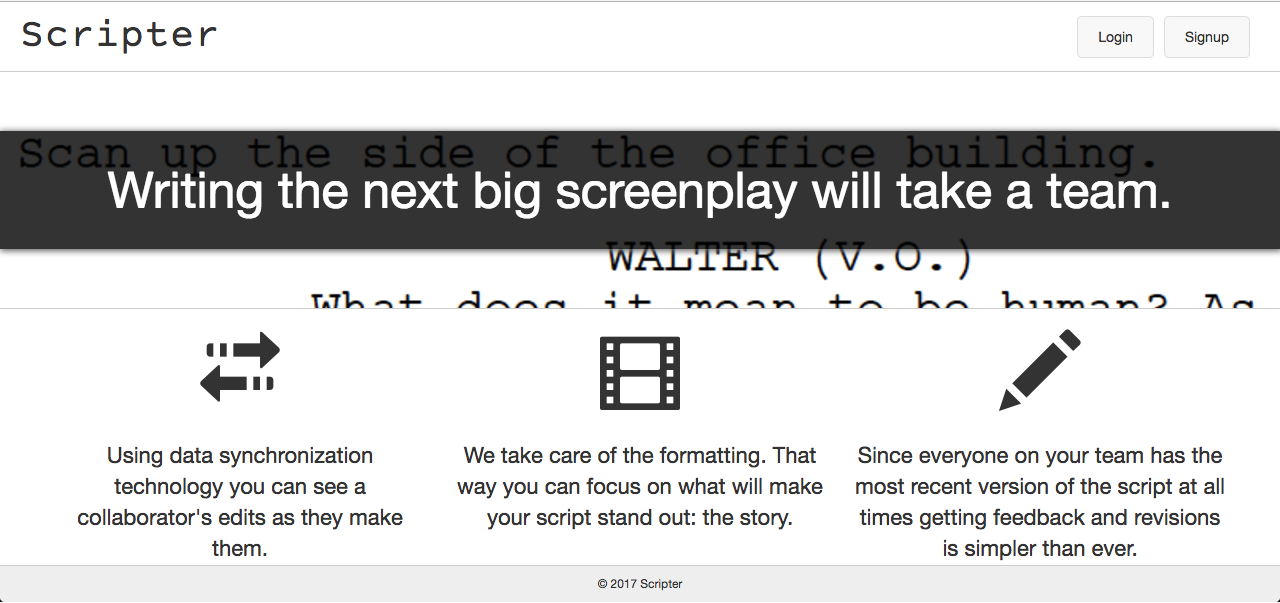 Scripter
Login
Signup
Scan up the side of the office building.
Writing the next big screenplay will take a team.
WALTER (V.O.)
What does it mean to be human? As
Using data synchronization
technology you can see a
collaborator's edits as they make
them.
We take care of the formatting. That
way you can focus on what will make
your script stand out: the story.
Since everyone on your team has the
most recent version of the script at all
times getting feedback and revisions
is simpler than ever.
© 2017 Scripter